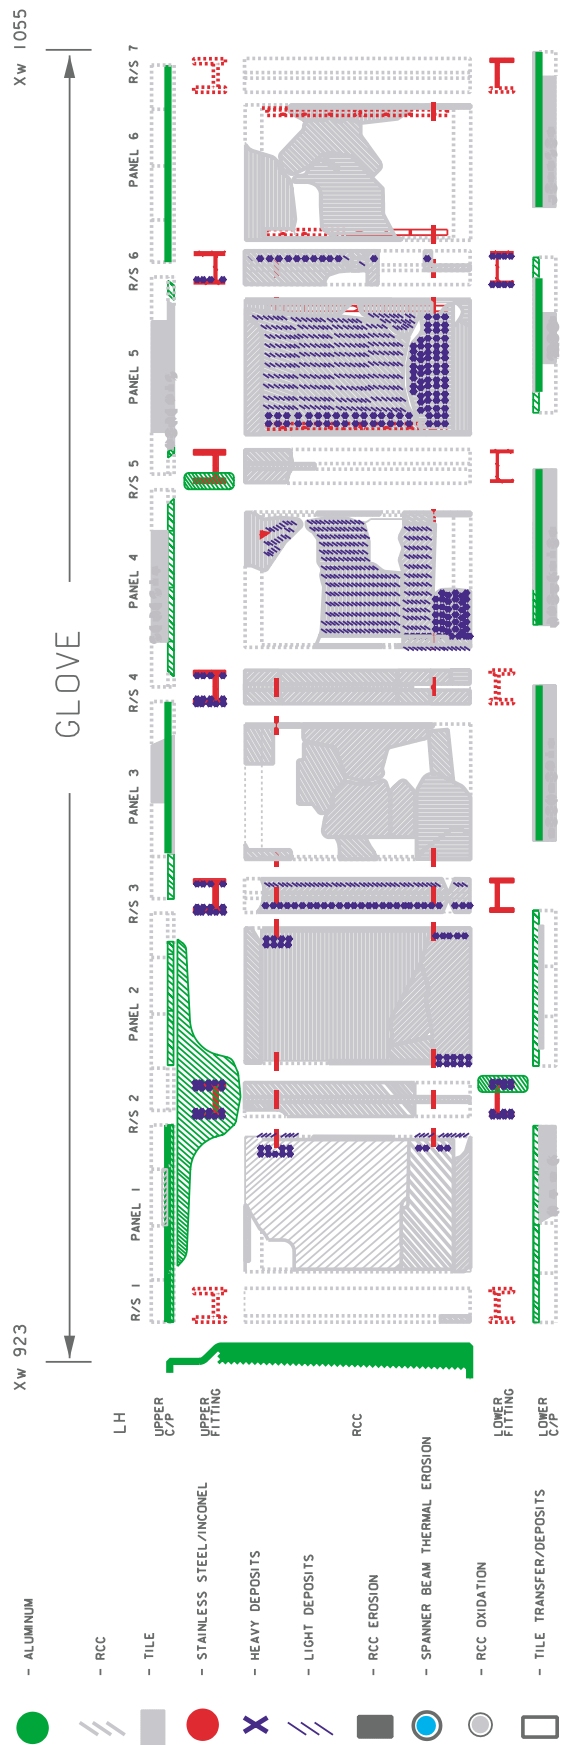 Xw 1055
GLOVE
Xw 923
R/S 7
PANEL 6
R/S 6
PANEL 5
R/S 5
PANEL 4
R/S 4
PANEL 3
R/S 3
PANEL 2
R/S 2
PANEL 1
R/S 1
LH
UPPER
C/P
UPPER
FITTING
RCC
LOWER
FITTING
LOWER
C/P
- ALUMINUM
- RCC
- TILE
- STAINLESS STEEL/INCONEL
- HEAVY DEPOSITS
- LIGHT DEPOSITS
- RCC EROSION
- SPANNER BEAM THERMAL EROSION
- RCC OXIDATION
- TILE TRANSFER/DEPOSITS